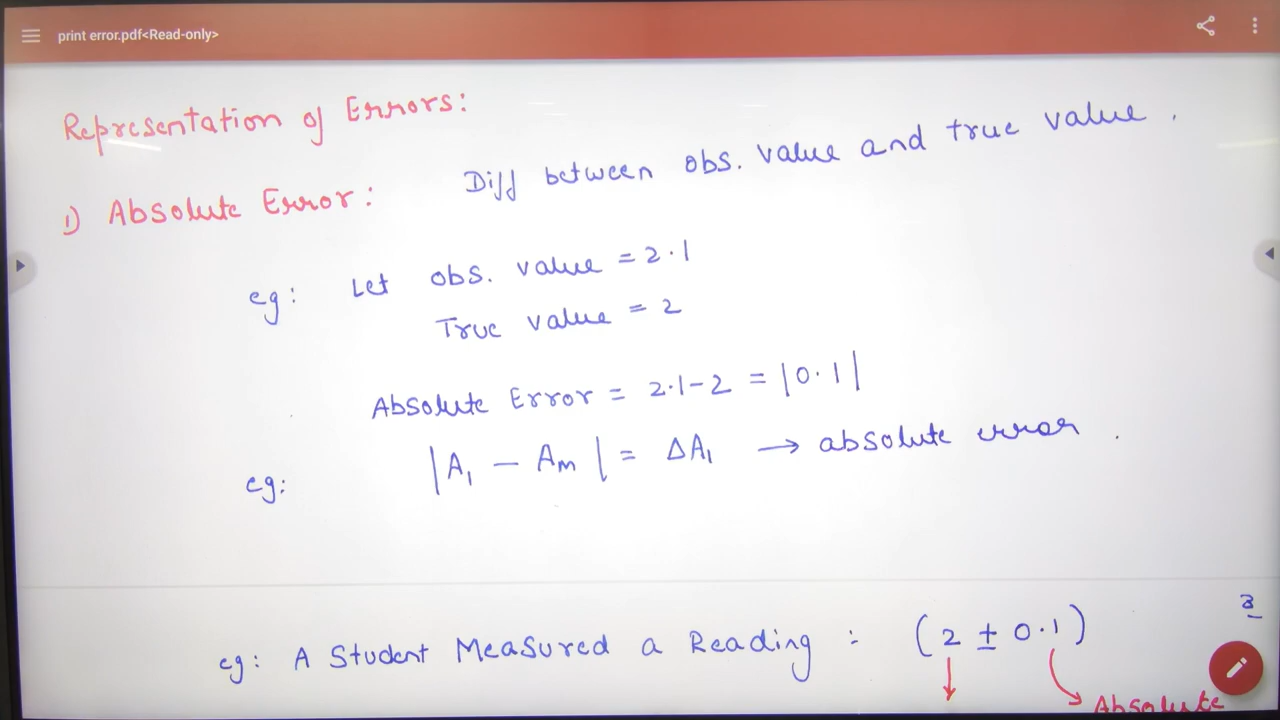 print error.pdf<Read-only>
Representation of Errors:
1) Absolute Error: Diff between obs. value and true value.
eg: Let obs. value = 2.1
True value = 2
Absolute Error = 2.1-2 = |0.1|
eg: |A₁ - Aₘ| = ΔA₁ → absolute error.
3
eg: A Student Measured a Reading : (2 ± 0.1)
Absolute